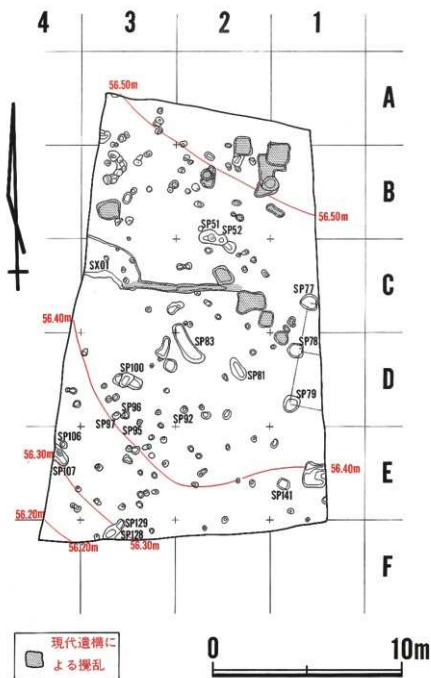 4 3 2 1
56.50m
A
B
56.50m
SP51
SP52
SX01
C
SP77
56.40m
SP83
SP78
SP100
SP81
D
SP79
SP96
SP97
SP95
SP92
SP106
56.30m
SP107
56.40m
E
SP141
56.20m
SP129
SP128
56.20m
56.30m
F
現代遺構に
よる攪乱
0 10m